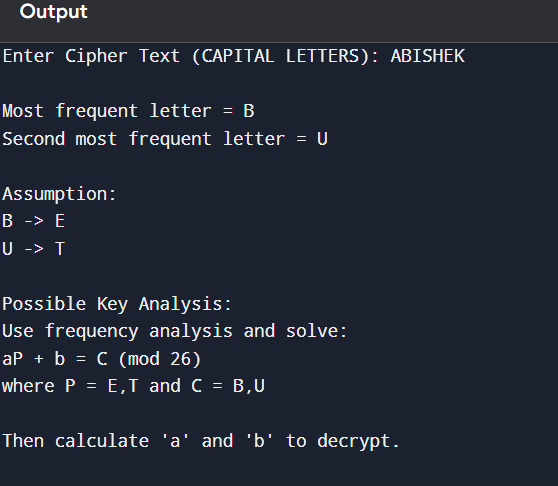 Output
Enter Cipher Text (CAPITAL LETTERS): ABISHEK
Most frequent letter = B
Second most frequent letter = U
Assumption:
B -> E
U -> T
Possible Key Analysis:
Use frequency analysis and solve:
aP + b = C (mod 26)
where P = E,T and C = B,U
Then calculate 'a' and 'b' to decrypt.